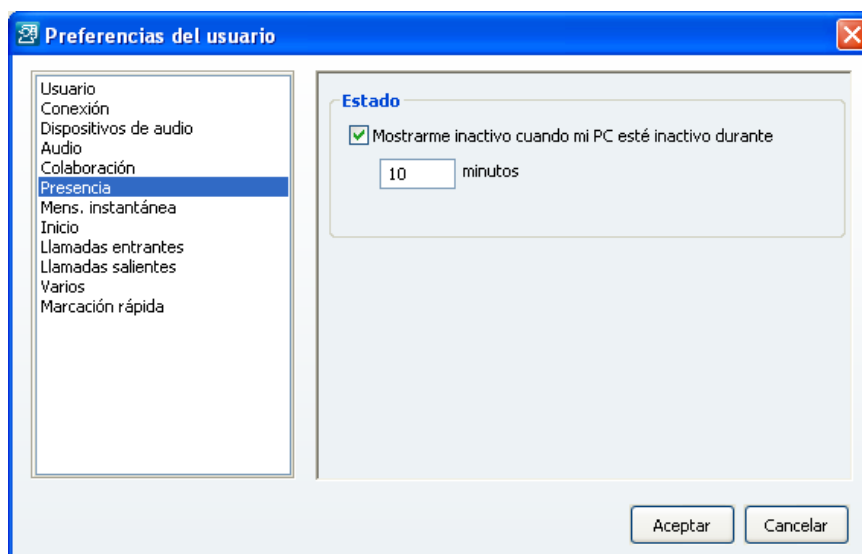 Preferencias del usuario
Usuario
Conexión
Dispositivos de audio
Audio
Colaboración
Presencia
Mens. instantánea
Inicio
Llamadas entrantes
Llamadas salientes
Varios
Marcación rápida
Estado
Mostrarme inactivo cuando mi PC esté inactivo durante
10 minutos
Aceptar Cancelar